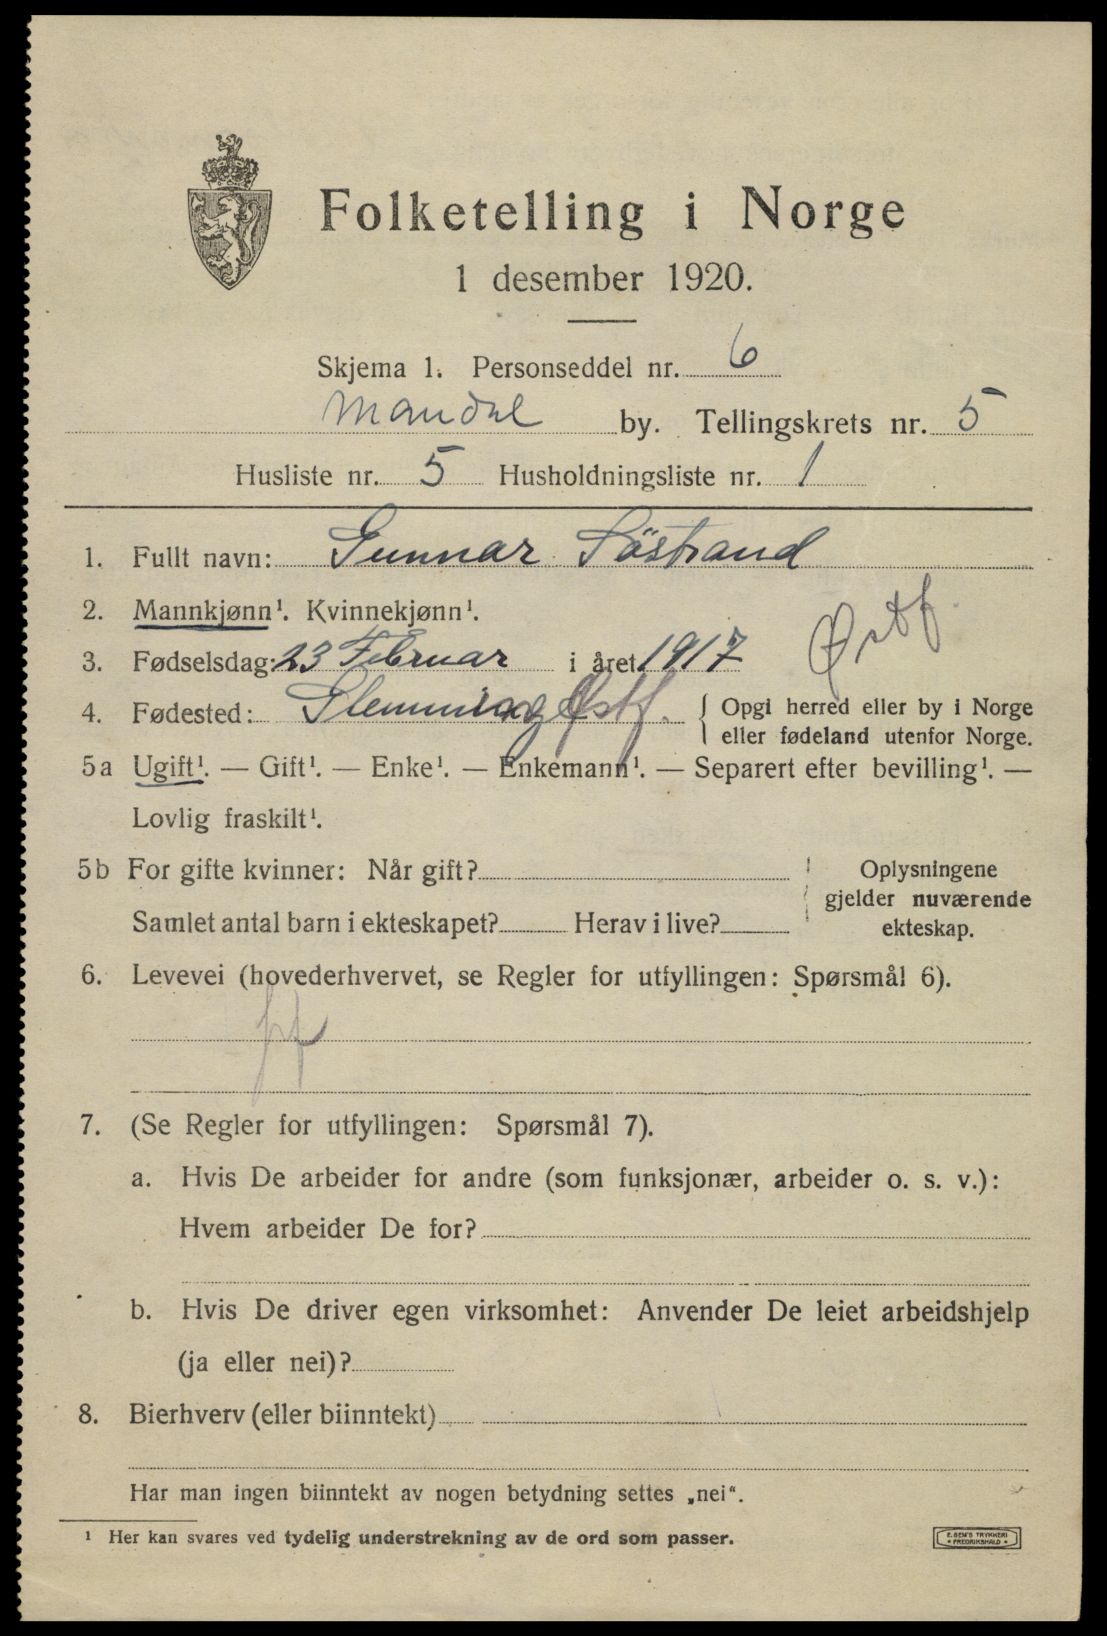 Folketelling i Norge
1 desember 1920.
Skjema 1. Personseddel nr. 6
Mandal by. Tellingskrets nr. 5
Husliste nr. 5 Husholdningsliste nr. 1
1. Fullt navn: Gunnar Söstrand
2. Mannkjønn¹. Kvinnekjønn¹.
3. Fødselsdag: 23 Februar i året 1917 Østf.
4. Fødested: Glemming Østf. { Opgi herred eller by i Norge
eller fødeland utenfor Norge.
5a Ugift¹. — Gift¹. — Enke¹. — Enkemann¹. — Separert efter bevilling¹. —
Lovlig fraskilt¹.
5b For gifte kvinner: Når gift? Oplysningene
gjelder nuværende
Samlet antal barn i ekteskapet? Herav i live? ekteskap.
6. Levevei (hovederhvervet, se Regler for utfyllingen: Spørsmål 6).
7. (Se Regler for utfyllingen: Spørsmål 7).
a. Hvis De arbeider for andre (som funksjonær, arbeider o. s. v.):
Hvem arbeider De for?
b. Hvis De driver egen virksomhet: Anvender De leiet arbeidshjelp
(ja eller nei)?
8. Bierhverv (eller biinntekt)
Har man ingen biinntekt av nogen betydning settes „nei“.
¹ Her kan svares ved tydelig understrekning av de ord som passer.
E. SEM'S TRYKKERI
FREDRIKSHALD